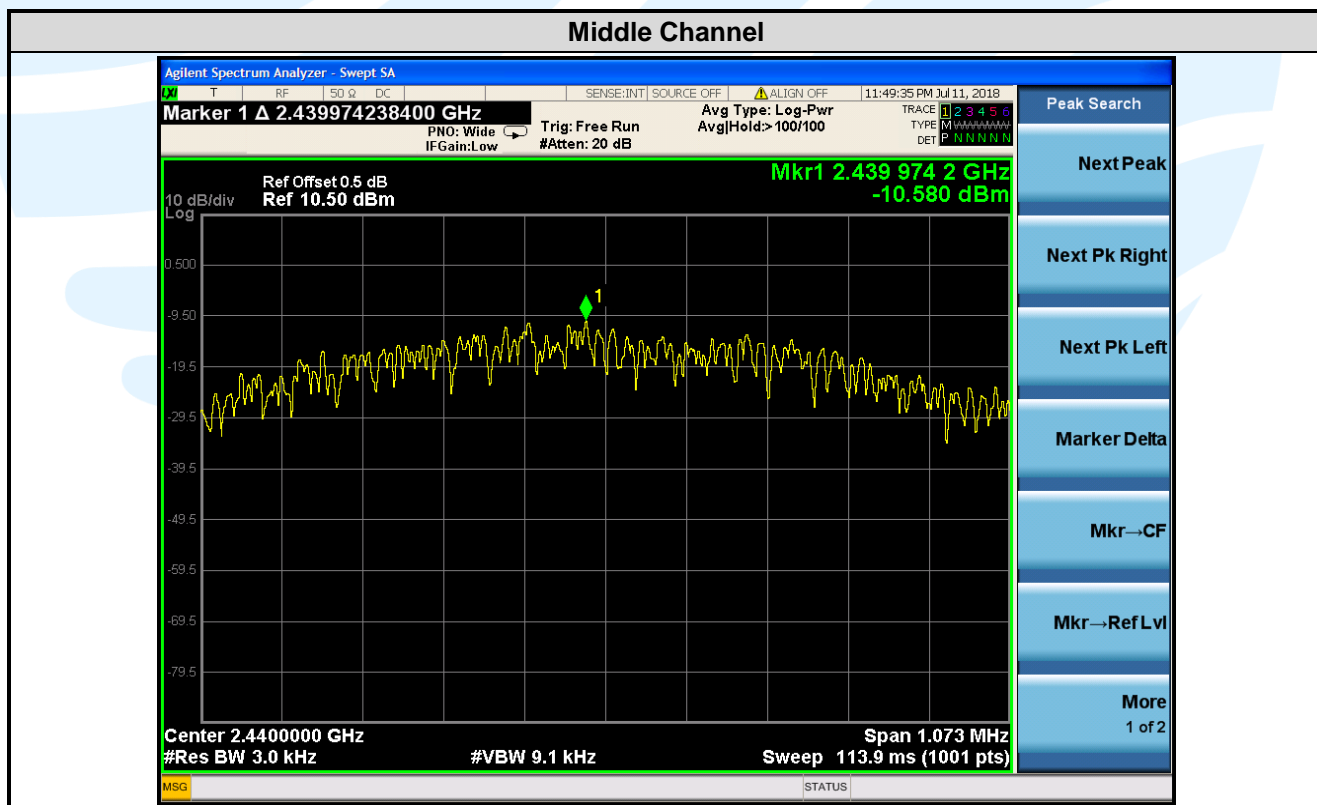 Middle Channel
Agilent Spectrum Analyzer - Swept SA
LXI T RF 50 Ω DC SENSE:INT SOURCE OFF ALIGN OFF 11:49:35 PM Jul 11, 2018
Marker 1 Δ 2.439974238400 GHz
PNO: Wide
IFGain:Low
Trig: Free Run
#Atten: 20 dB
Avg Type: Log-Pwr
Avg|Hold:>100/100
TRACE 1 2 3 4 5 6
TYPE M WWWWW
DET P N N N N N
Mkr1 2.439 974 2 GHz
-10.580 dBm
Ref Offset 0.5 dB
10 dB/div Ref 10.50 dBm
Log
0.500
1
-9.50
-19.5
-29.5
-39.5
-49.5
-59.5
-69.5
-79.5
Center 2.4400000 GHz Span 1.073 MHz
#Res BW 3.0 kHz #VBW 9.1 kHz Sweep 113.9 ms (1001 pts)
MSG STATUS
Peak Search
Next Peak
Next Pk Right
Next Pk Left
Marker Delta
Mkr→CF
Mkr→Ref Lvl
More
1 of 2